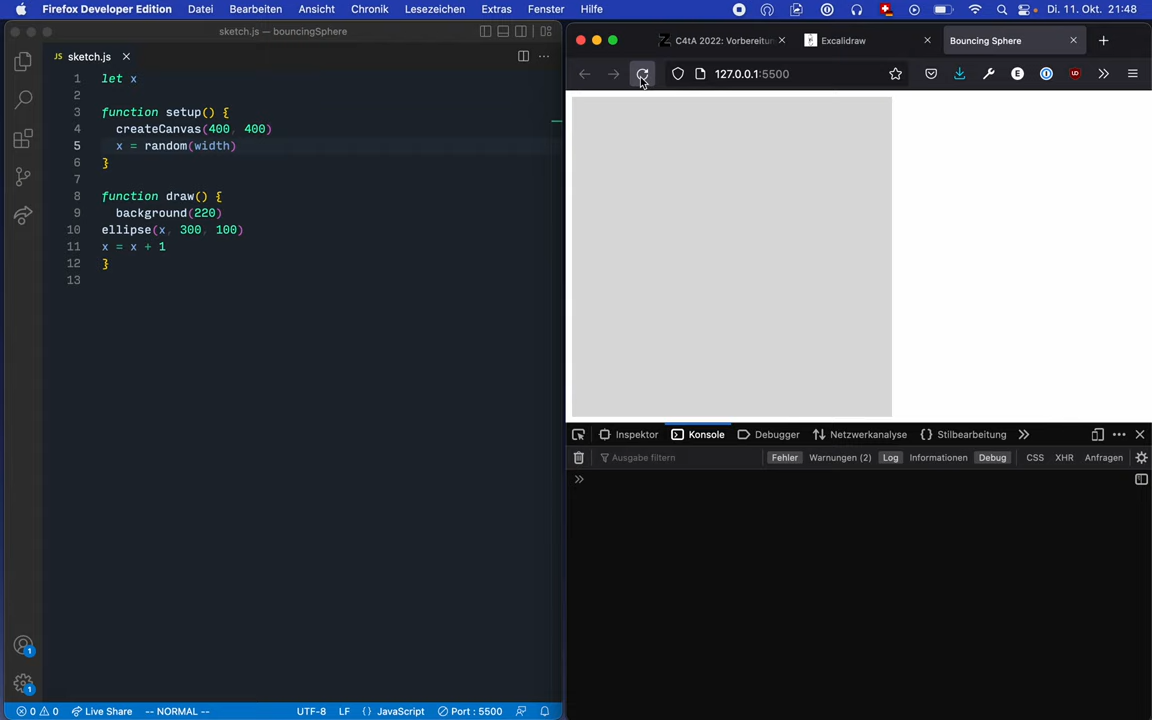 Firefox Developer Edition Datei Bearbeiten Ansicht Chronik Lesezeichen Extras Fenster Hilfe Di. 11. Okt. 21:48
sketch.js — bouncingSphere
JS sketch.js
1 let x
2
3 function setup() {
4 createCanvas(400, 400)
5 x = random(width)
6 }
7
8 function draw() {
9 background(220)
10 ellipse(x, 300, 100)
11 x = x + 1
12 }
13
1
1
0 0 Live Share -- NORMAL -- UTF-8 LF {} JavaScript Port : 5500
C4tA 2022: Vorbereitun
Excalidraw
Bouncing Sphere
127.0.0.1:5500
Inspektor Konsole Debugger Netzwerkanalyse {} Stilbearbeitung
Ausgabe filtern Fehler Warnungen (2) Log Informationen Debug CSS XHR Anfragen